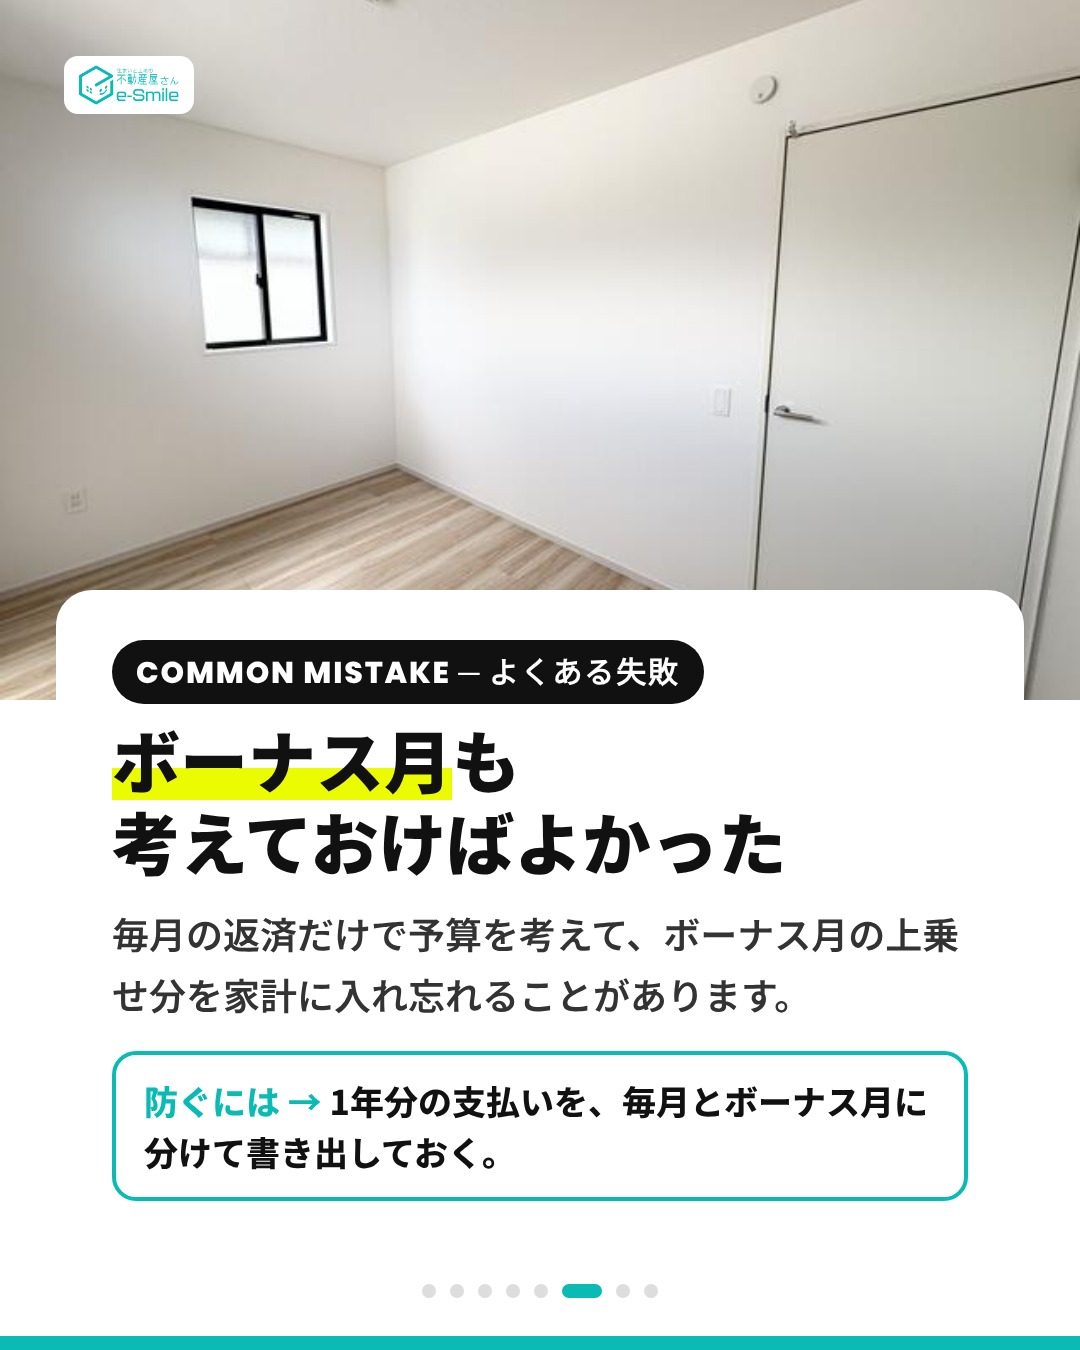 不動産屋さん
e-Smile
COMMON MISTAKE — よくある失敗
ボーナス月も
考えておけばよかった
毎月の返済だけで予算を考えて、ボーナス月の上乗
せ分を家計に入れ忘れることがあります。
防ぐには → 1年分の支払いを、毎月とボーナス月に
分けて書き出しておく。